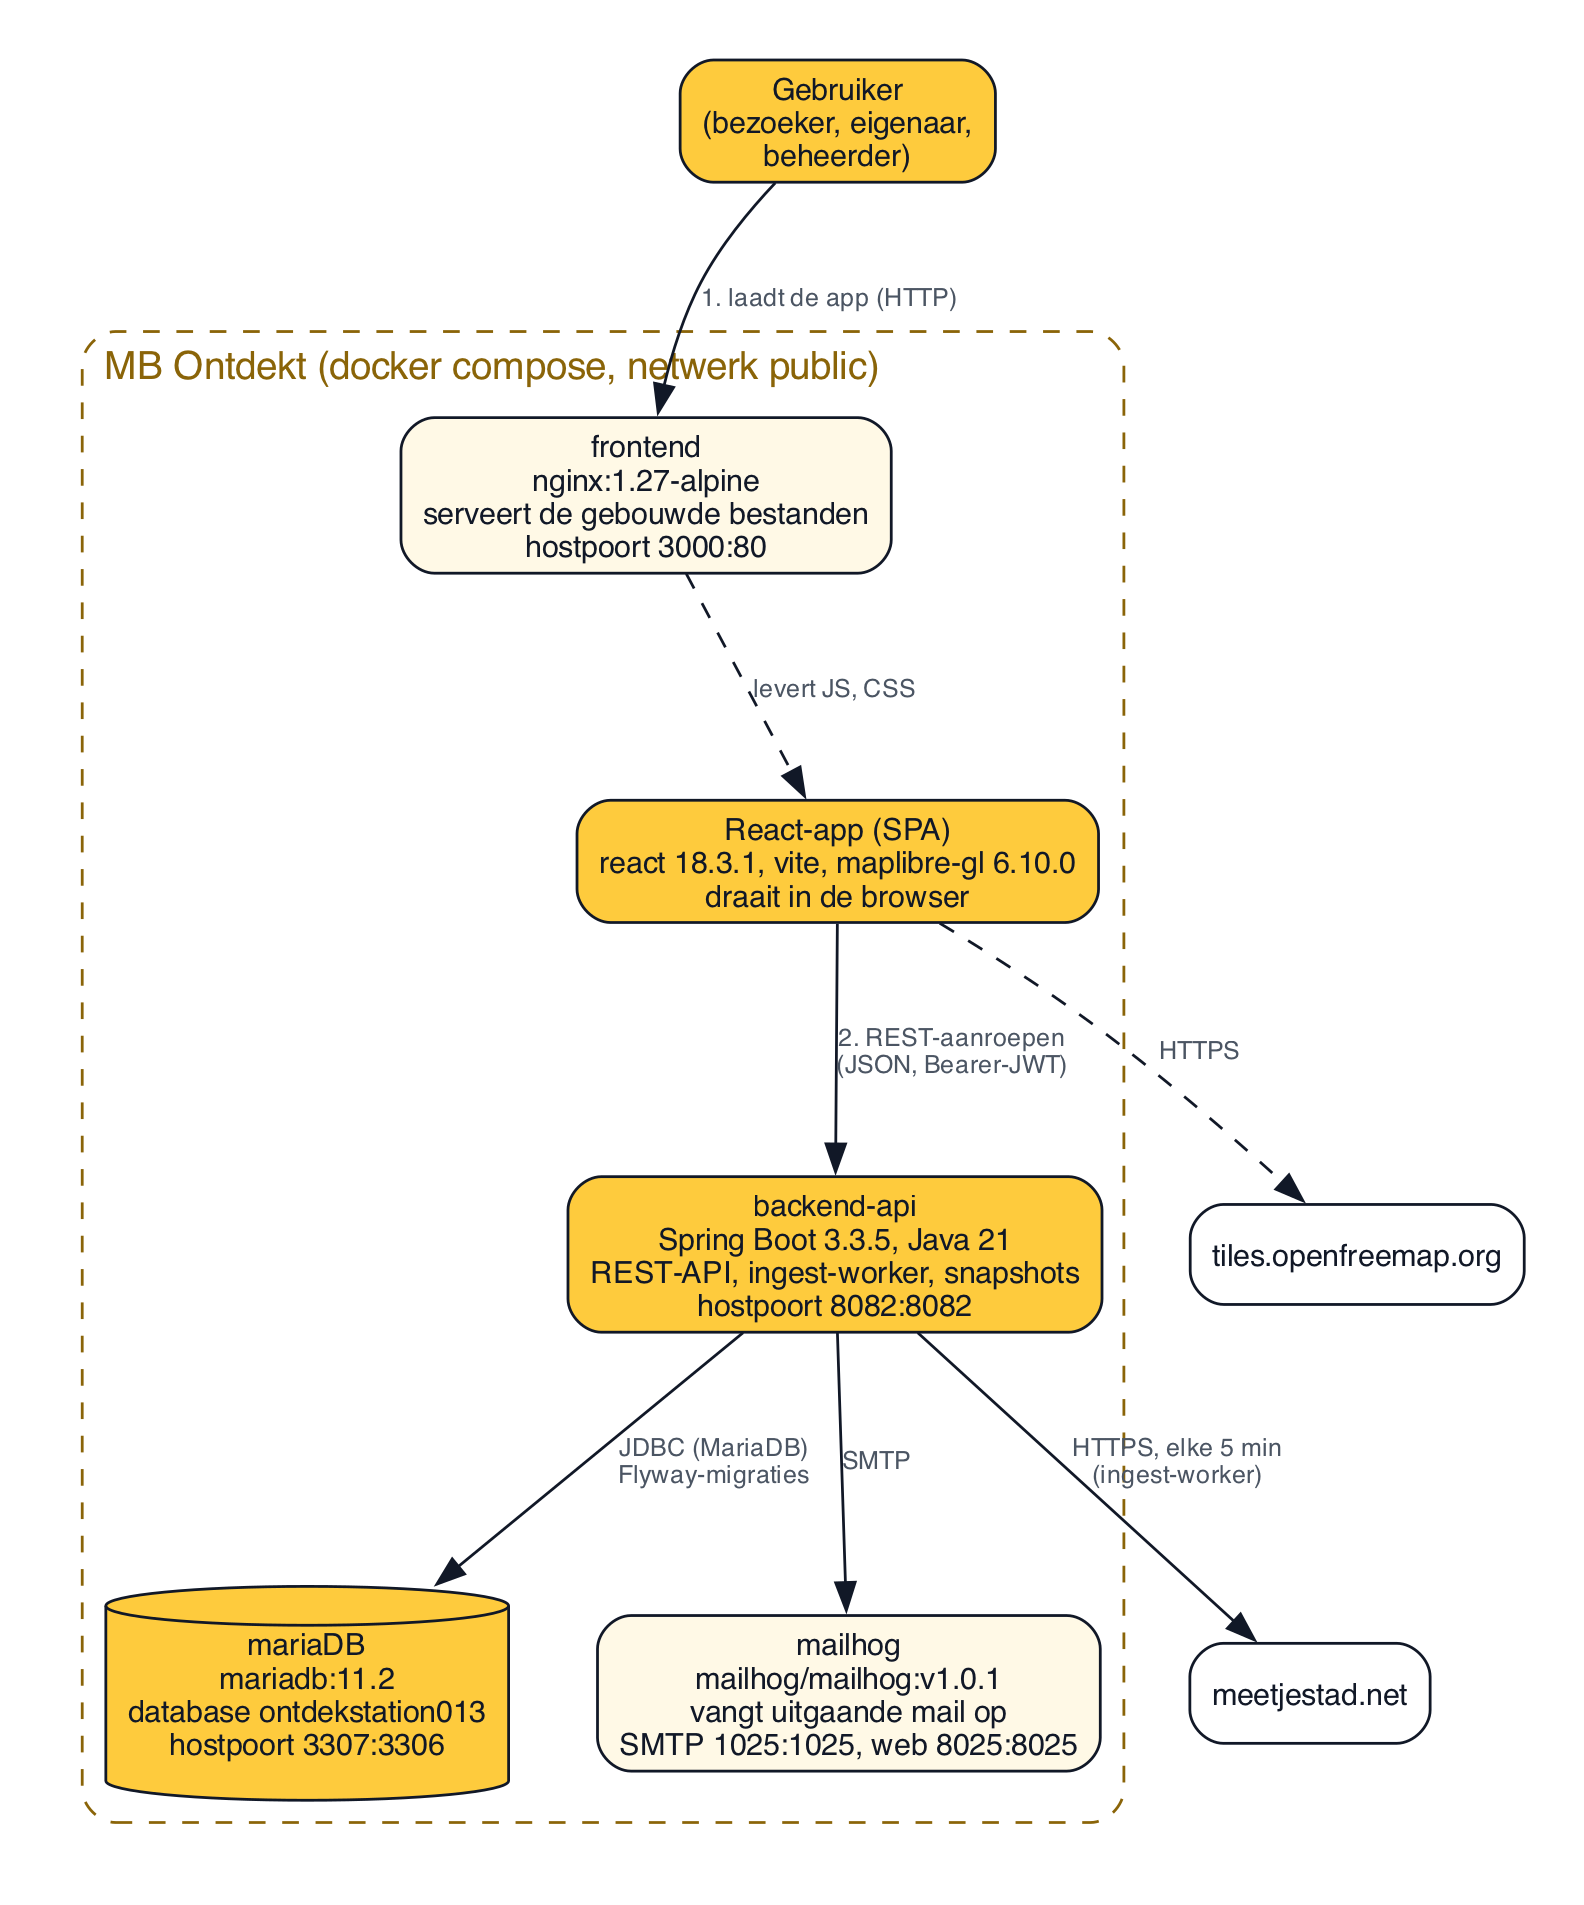 Gebruiker
(bezoeker, eigenaar,
beheerder)
1. laadt de app (HTTP)
MB Ontdekt (docker compose, netwerk public)
frontend
nginx:1.27-alpine
serveert de gebouwde bestanden
hostpoort 3000:80
levert JS, CSS
React-app (SPA)
react 18.3.1, vite, maplibre-gl 6.10.0
draait in de browser
2. REST-aanroepen
(JSON, Bearer-JWT)
HTTPS
backend-api
Spring Boot 3.3.5, Java 21
REST-API, ingest-worker, snapshots
hostpoort 8082:8082
tiles.openfreemap.org
JDBC (MariaDB)
Flyway-migraties
SMTP
HTTPS, elke 5 min
(ingest-worker)
mariaDB
mariadb:11.2
database ontdekstation013
hostpoort 3307:3306
mailhog
mailhog/mailhog:v1.0.1
vangt uitgaande mail op
SMTP 1025:1025, web 8025:8025
meetjestad.net